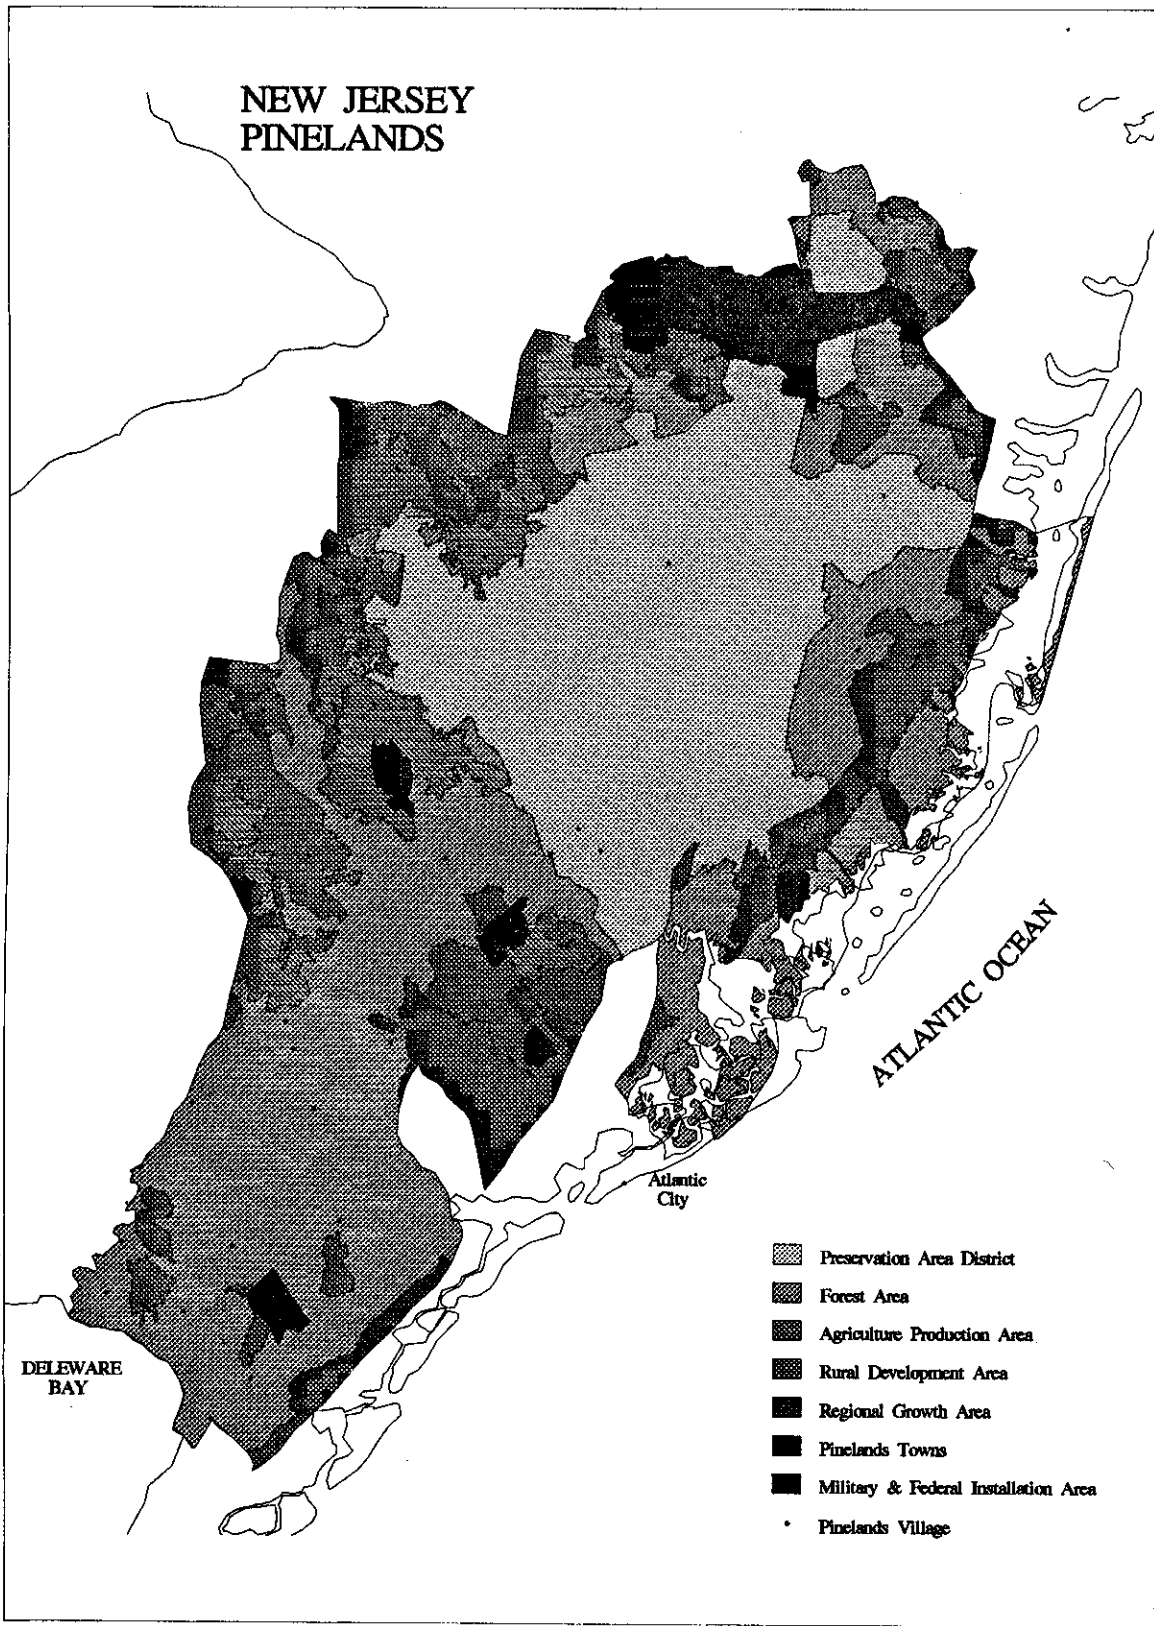 NEW JERSEY
PINELANDS
ATLANTIC OCEAN
Atlantic
City
DELEWARE
BAY
Preservation Area District
Forest Area
Agriculture Production Area
Rural Development Area
Regional Growth Area
Pinelands Towns
Military & Federal Installation Area
Pinelands Village